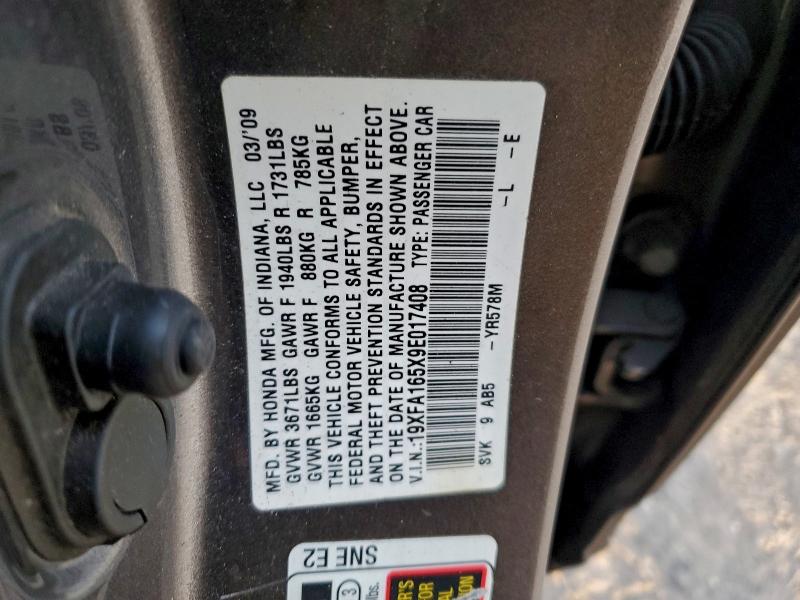 MFD. BY HONDA MFG. OF INDIANA, LLC 03/'09
GVWR 3671LBS GAWR F 1940LBS R 1731LBS
GVWR 1665KG GAWR F 880KG R 785KG
THIS VEHICLE CONFORMS TO ALL APPLICABLE
FEDERAL MOTOR VEHICLE SAFETY, BUMPER,
AND THEFT PREVENTION STANDARDS IN EFFECT
ON THE DATE OF MANUFACTURE SHOWN ABOVE.
V.I.N.:19XFA165X9E017408 TYPE: PASSENGER CAR
SVK 9 AB5 -YR578M -L -E
SNE E2
3
lbs.